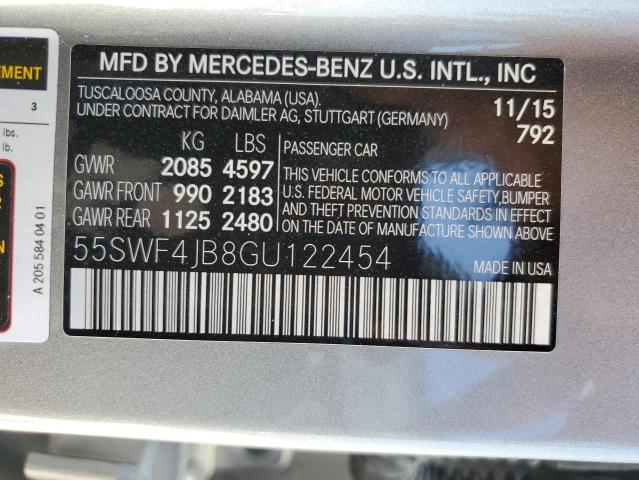 EMENT
3
lbs.
lb.
A 205 584 04 01
MFD BY MERCEDES-BENZ U.S. INTL., INC
TUSCALOOSA COUNTY, ALABAMA (USA).
UNDER CONTRACT FOR DAIMLER AG, STUTTGART (GERMANY)
11/15
792
KG LBS
GVWR 2085 4597
GAWR FRONT 990 2183
GAWR REAR 1125 2480
PASSENGER CAR
THIS VEHICLE CONFORMS TO ALL APPLICABLE
U.S. FEDERAL MOTOR VEHICLE SAFETY,BUMPER
AND THEFT PREVENTION STANDARDS IN EFFECT
ON THE DATE OF MANUFACTURE SHOWN ABOVE.
55SWF4JB8GU122454
MADE IN USA